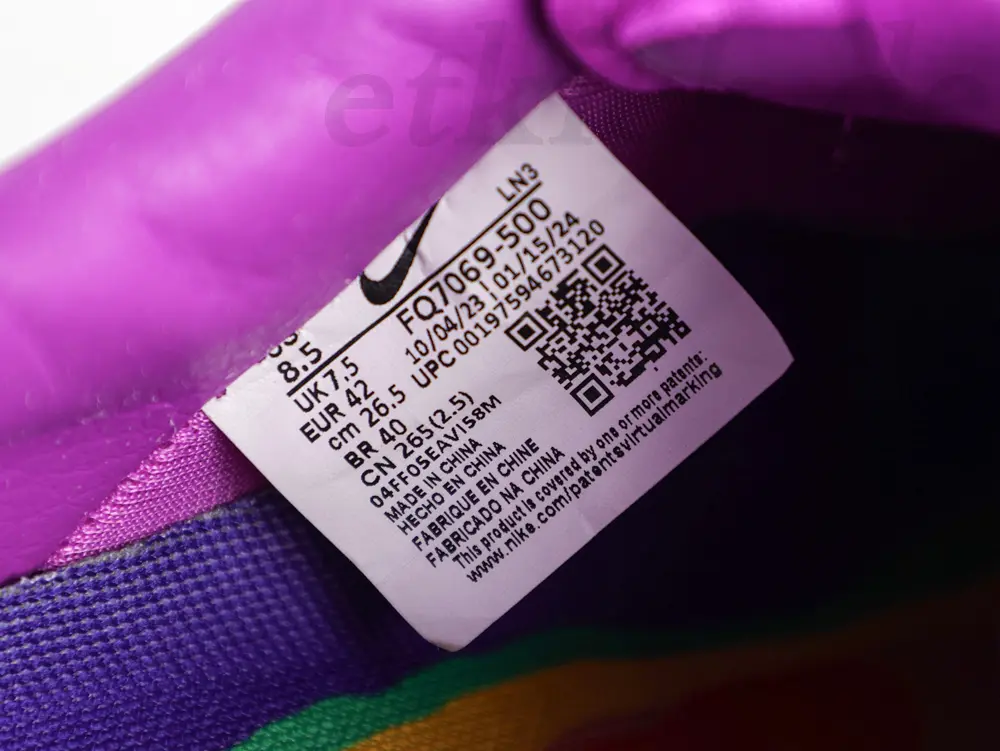 LN3
8.5
FQ7069-500
UK 7,5
10/04/23 | 01/15/24
EUR 42
UPC 00197594673120
cm 26.5
BR 40
CN 265(2.5)
04FF05EAVI58M
MADE IN CHINA
HECHO EN CHINA
FABRIQUE EN CHINE
FABRICADO NA CHINA
This product is covered by one or more patents:
www.nike.com/patentsvirtualmarking